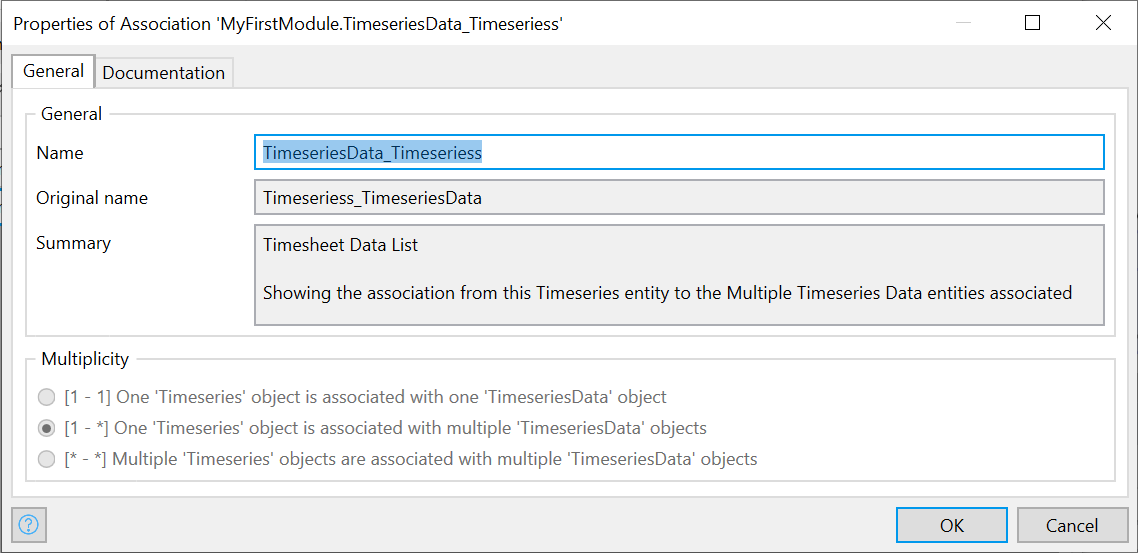 Properties of Association 'MyFirstModule.TimeseriesData_Timeseriess'
General
Documentation
General
Name
TimeseriesData_Timeseriess
Original name
Timeseriess_TimeseriesData
Summary
Timesheet Data List
Showing the association from this Timeseries entity to the Multiple Timeseries Data entities associated
Multiplicity
[1 - 1] One 'Timeseries' object is associated with one 'TimeseriesData' object
[1 - *] One 'Timeseries' object is associated with multiple 'TimeseriesData' objects
[* - *] Multiple 'Timeseries' objects are associated with multiple 'TimeseriesData' objects
?
OK
Cancel